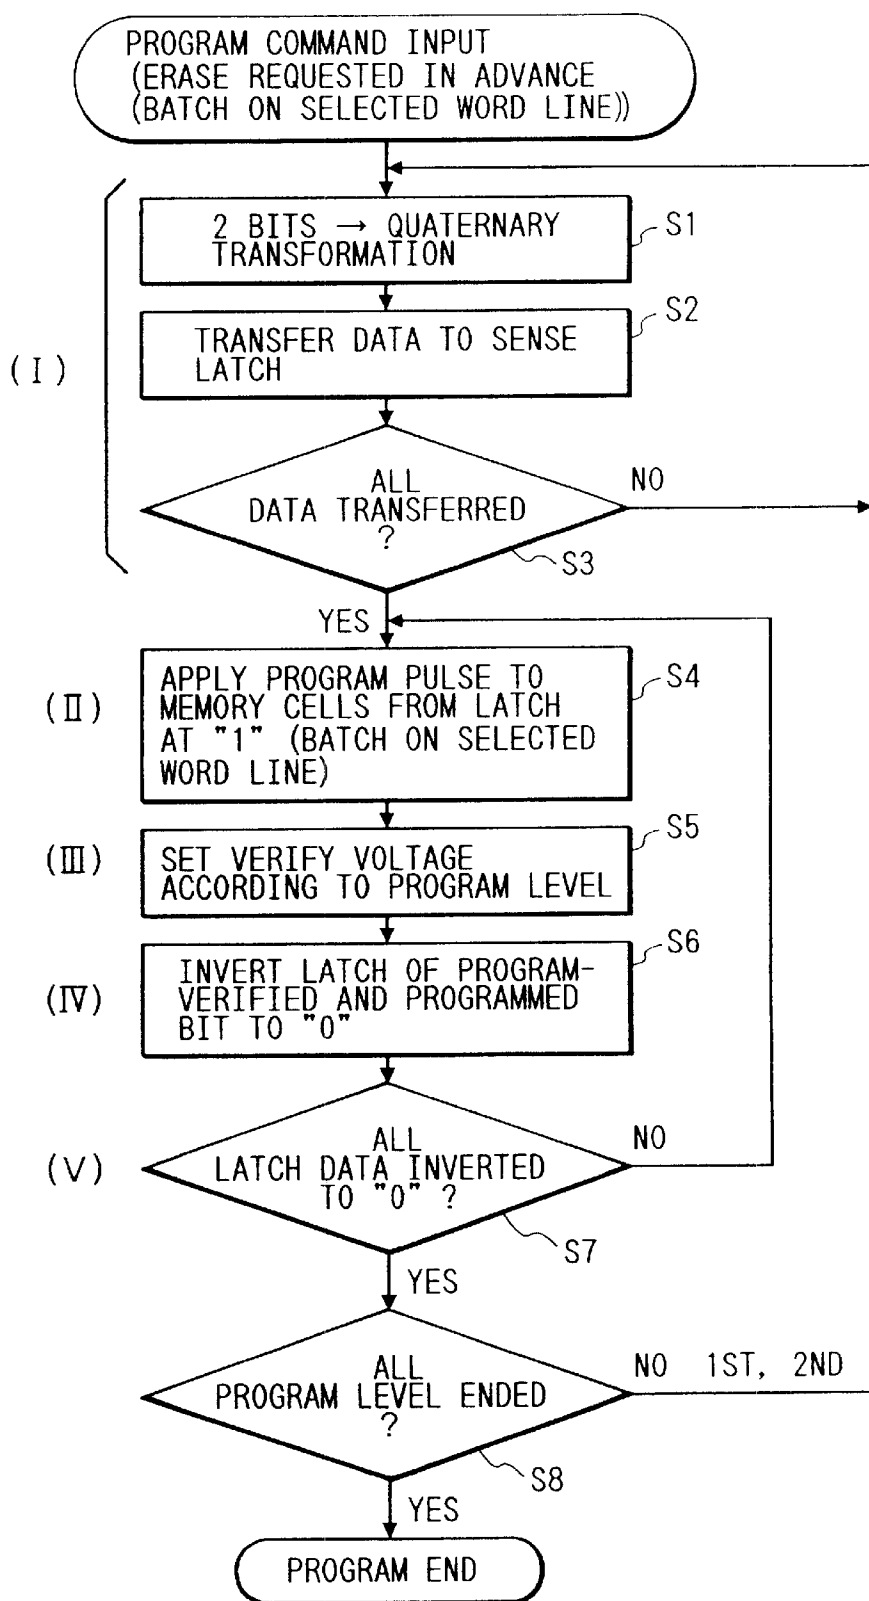 PROGRAM COMMAND INPUT
(ERASE REQUESTED IN ADVANCE
(BATCH ON SELECTED WORD LINE))
(I)
2 BITS → QUATERNARY
TRANSFORMATION
S1
TRANSFER DATA TO SENSE
LATCH
S2
ALL
DATA TRANSFERRED
?
NO
S3
YES
(II)
APPLY PROGRAM PULSE TO
MEMORY CELLS FROM LATCH
AT "1" (BATCH ON SELECTED
WORD LINE)
S4
(III)
SET VERIFY VOLTAGE
ACCORDING TO PROGRAM LEVEL
S5
(IV)
INVERT LATCH OF PROGRAM-
VERIFIED AND PROGRAMMED
BIT TO "0"
S6
(V)
ALL
LATCH DATA INVERTED
TO "0" ?
NO
S7
YES
ALL
PROGRAM LEVEL ENDED
?
NO 1ST, 2ND
S8
YES
PROGRAM END